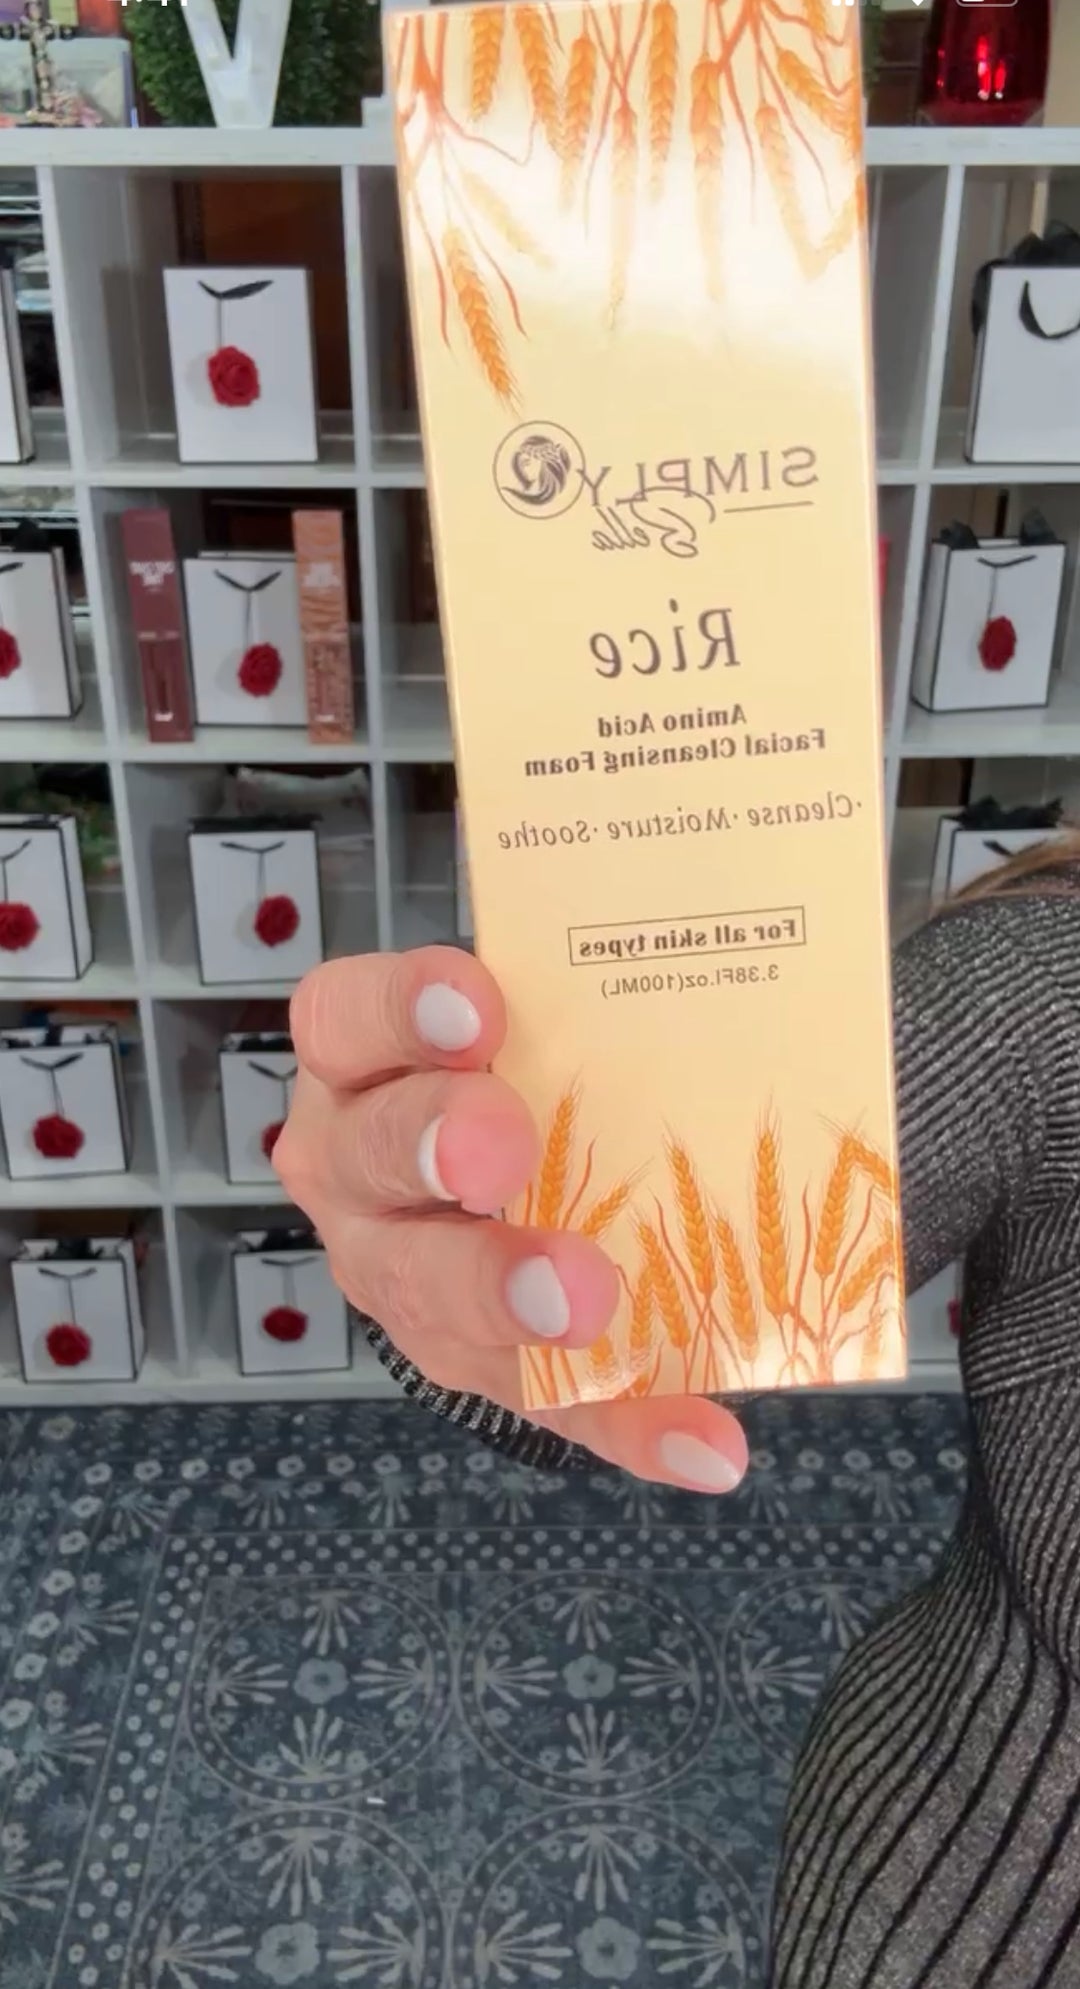 SIMPLY
Bella
Rice
Amino Acid
Facial Cleansing Foam
·Cleanse·Moisture·Soothe
For all skin types
3.38Fl.oz(100ML)